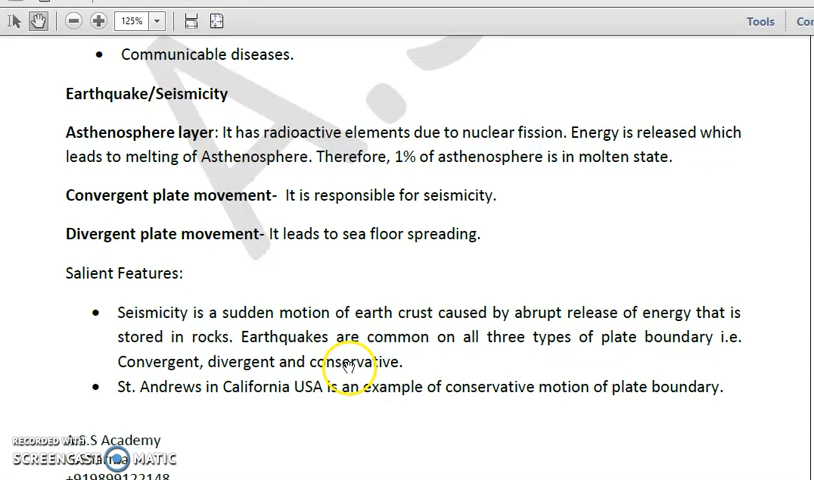 125%
Tools
• Communicable diseases.
Earthquake/Seismicity
Asthenosphere layer: It has radioactive elements due to nuclear fission. Energy is released which
leads to melting of Asthenosphere. Therefore, 1% of asthenosphere is in molten state.
Convergent plate movement- It is responsible for seismicity.
Divergent plate movement- It leads to sea floor spreading.
Salient Features:
• Seismicity is a sudden motion of earth crust caused by abrupt release of energy that is
stored in rocks. Earthquakes are common on all three types of plate boundary i.e.
Convergent, divergent and conservative.
• St. Andrews in California USA is an example of conservative motion of plate boundary.
A.G.S Academy
RECORDED WITH
SCREENCAST MATIC
+919899122148